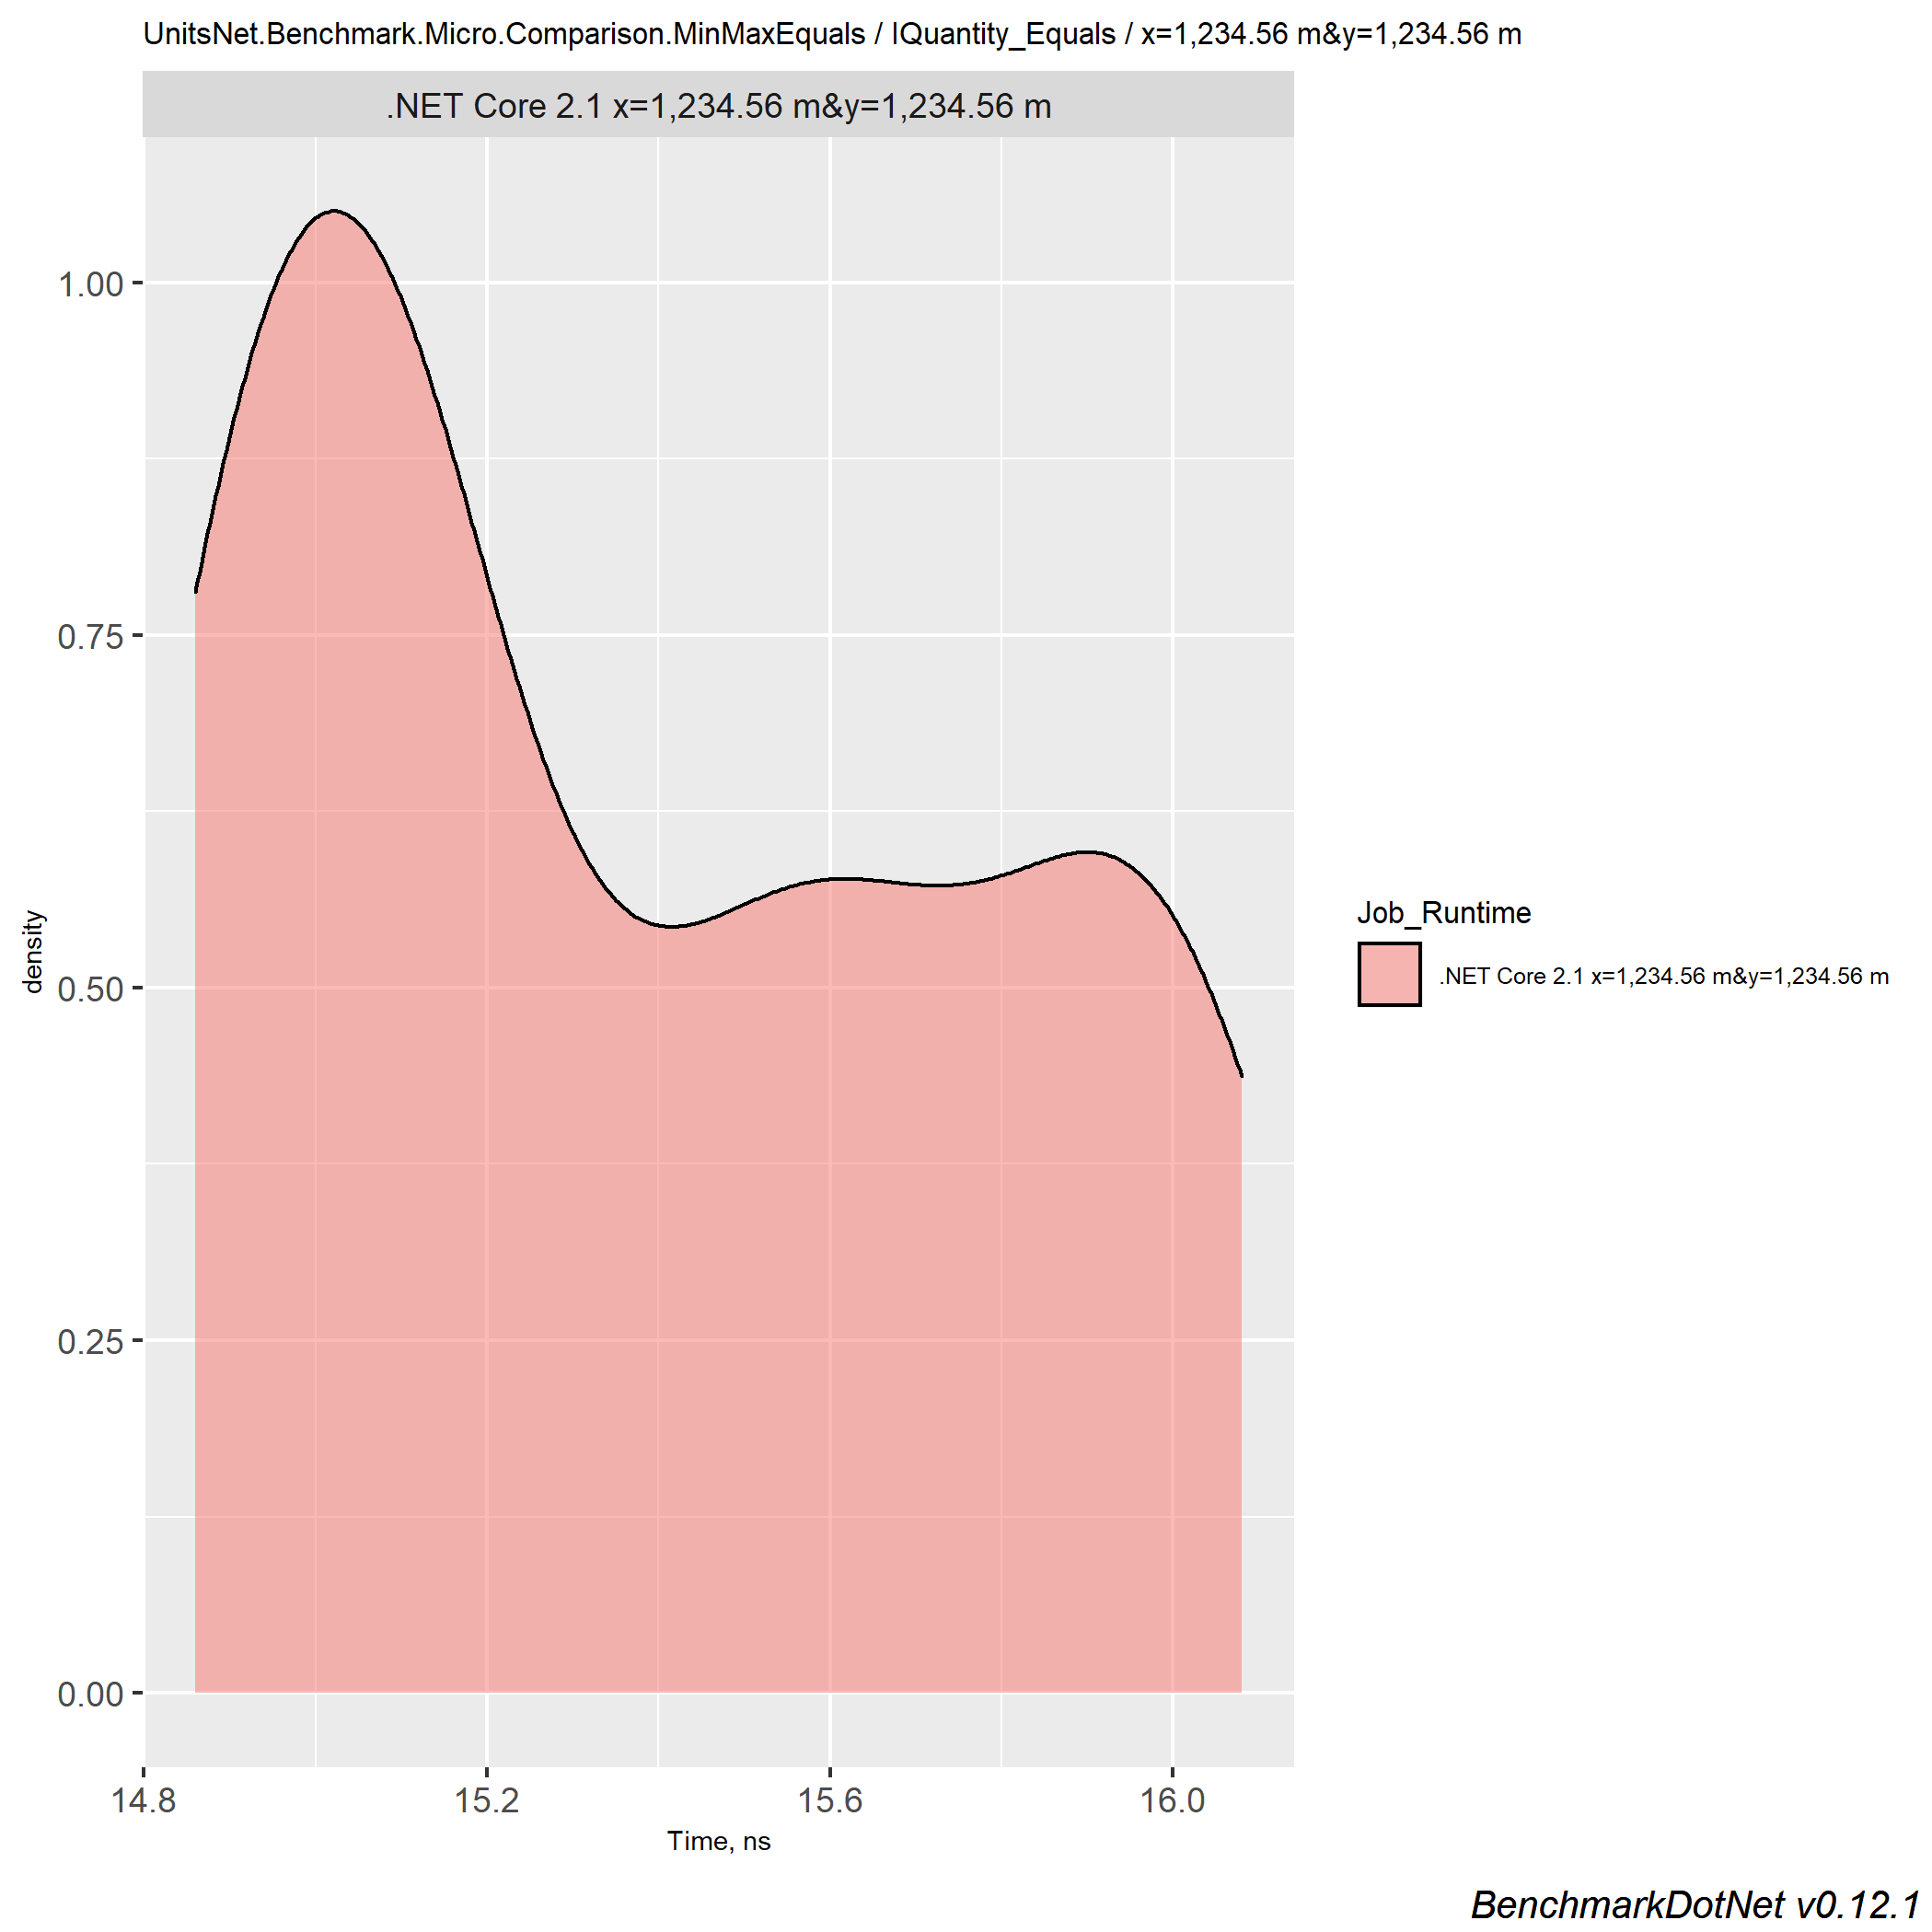 UnitsNet.Benchmark.Micro.Comparison.MinMaxEquals / IQuantity_Equals / x=1,234.56 m&y=1,234.56 m
.NET Core 2.1 x=1,234.56 m&y=1,234.56 m
1.00
0.75
0.50
0.25
0.00
density
14.8 15.2 15.6 16.0
Time, ns
Job_Runtime
.NET Core 2.1 x=1,234.56 m&y=1,234.56 m
BenchmarkDotNet v0.12.1